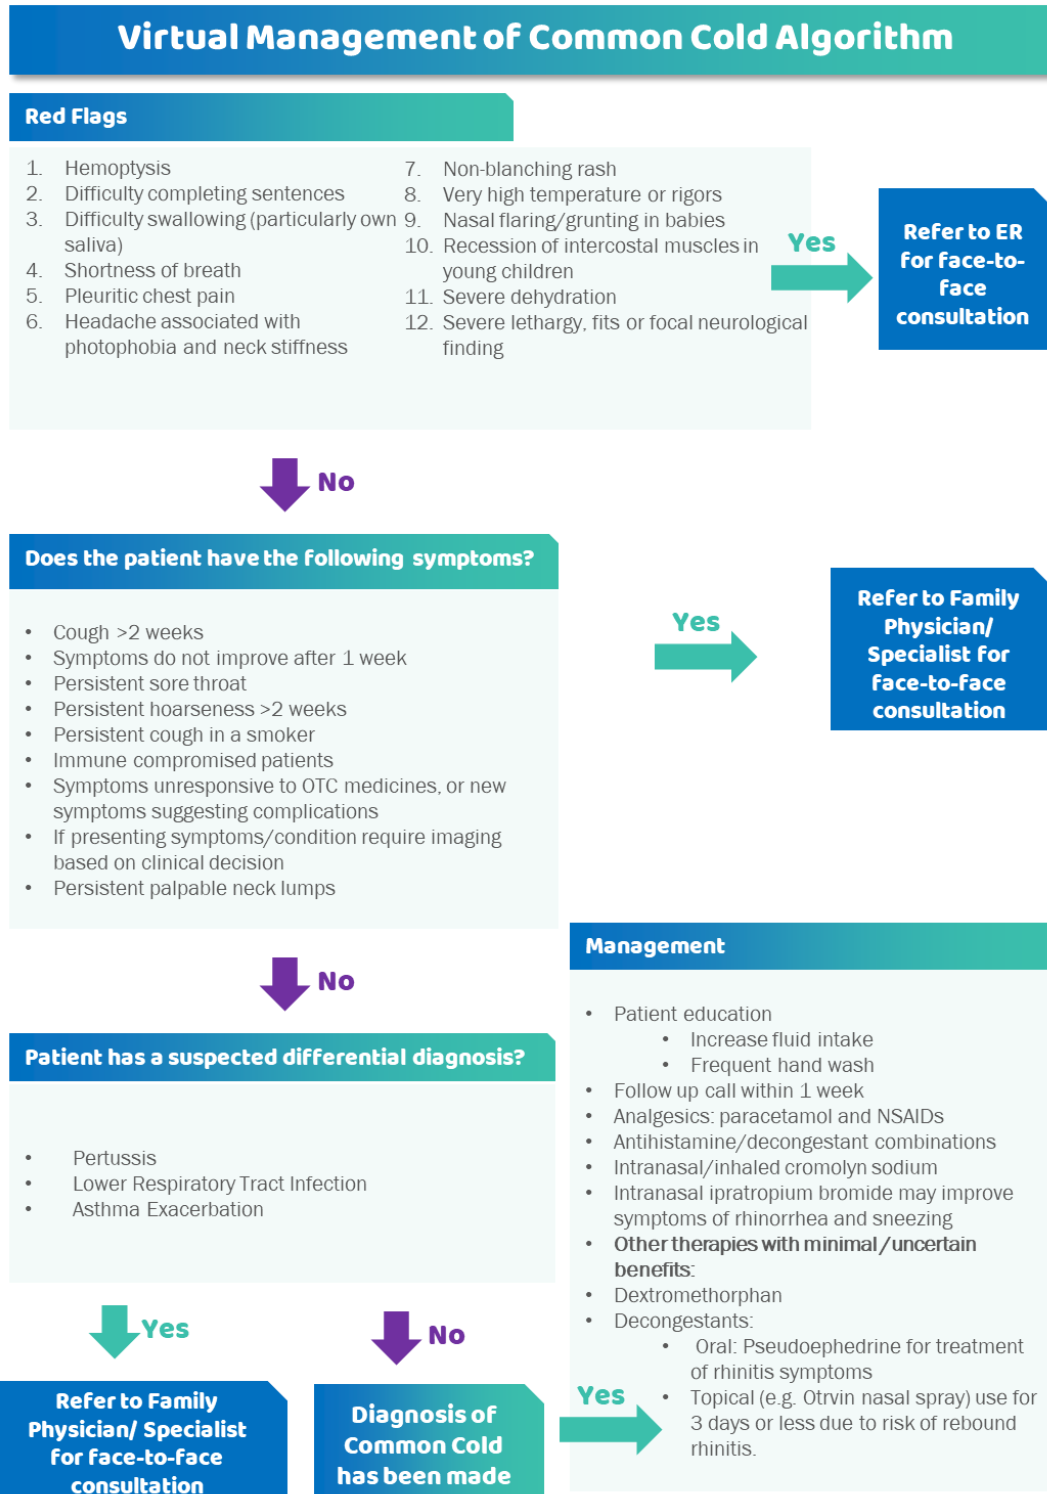 Virtual Management of Common Cold Algorithm
Red Flags
1. Hemoptysis
2. Difficulty completing sentences
3. Difficulty swallowing (particularly own
saliva)
4. Shortness of breath
5. Pleuritic chest pain
6. Headache associated with
photophobia and neck stiffness
7. Non-blanching rash
8. Very high temperature or rigors
9. Nasal flaring/grunting in babies
10. Recession of intercostal muscles in
young children
11. Severe dehydration
12. Severe lethargy, fits or focal neurological
finding
Yes
Refer to ER
for face-to-
face
consultation
No
Does the patient have the following symptoms?
• Cough >2 weeks
• Symptoms do not improve after 1 week
• Persistent sore throat
• Persistent hoarseness >2 weeks
• Persistent cough in a smoker
• Immune compromised patients
• Symptoms unresponsive to OTC medicines, or new
symptoms suggesting complications
• If presenting symptoms/condition require imaging
based on clinical decision
• Persistent palpable neck lumps
Yes
Refer to Family
Physician/
Specialist for
face-to-face
consultation
No
Patient has a suspected differential diagnosis?
• Pertussis
• Lower Respiratory Tract Infection
• Asthma Exacerbation
Yes
Refer to Family
Physician/ Specialist
for face-to-face
consultation
No
Diagnosis of
Common Cold
has been made
Yes
Management
• Patient education
• Increase fluid intake
• Frequent hand wash
• Follow up call within 1 week
• Analgesics: paracetamol and NSAIDs
• Antihistamine/decongestant combinations
• Intranasal/inhaled cromolyn sodium
• Intranasal ipratropium bromide may improve
symptoms of rhinorrhea and sneezing
• Other therapies with minimal/uncertain
benefits:
• Dextromethorphan
• Decongestants:
• Oral: Pseudoephedrine for treatment
of rhinitis symptoms
• Topical (e.g. Otrvin nasal spray) use for
3 days or less due to risk of rebound
rhinitis.